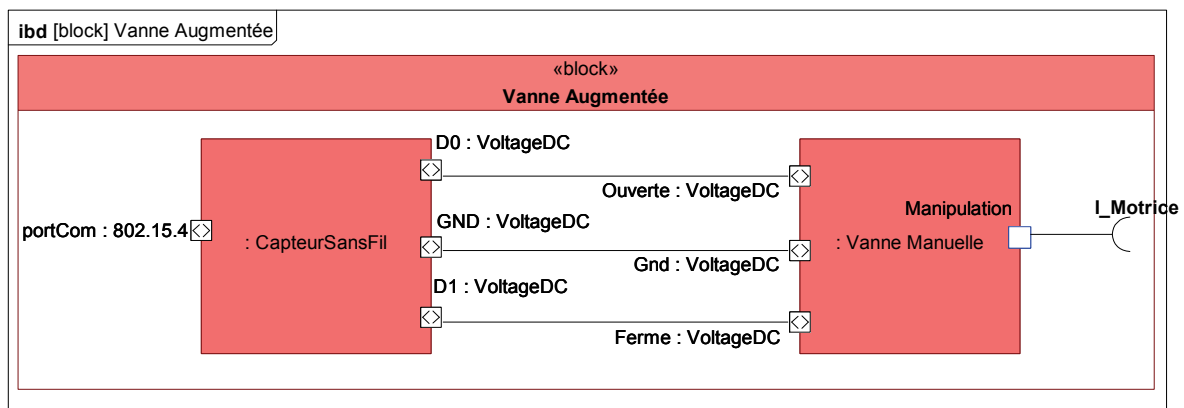 ibd [block] Vanne Augmentée
«block»
Vanne Augmentée
D0 : VoltageDC
Ouverte : VoltageDC
portCom : 802.15.4
: CapteurSansFil
GND : VoltageDC
Gnd : VoltageDC
Manipulation
: Vanne Manuelle
I_Motrice
D1 : VoltageDC
Ferme : VoltageDC